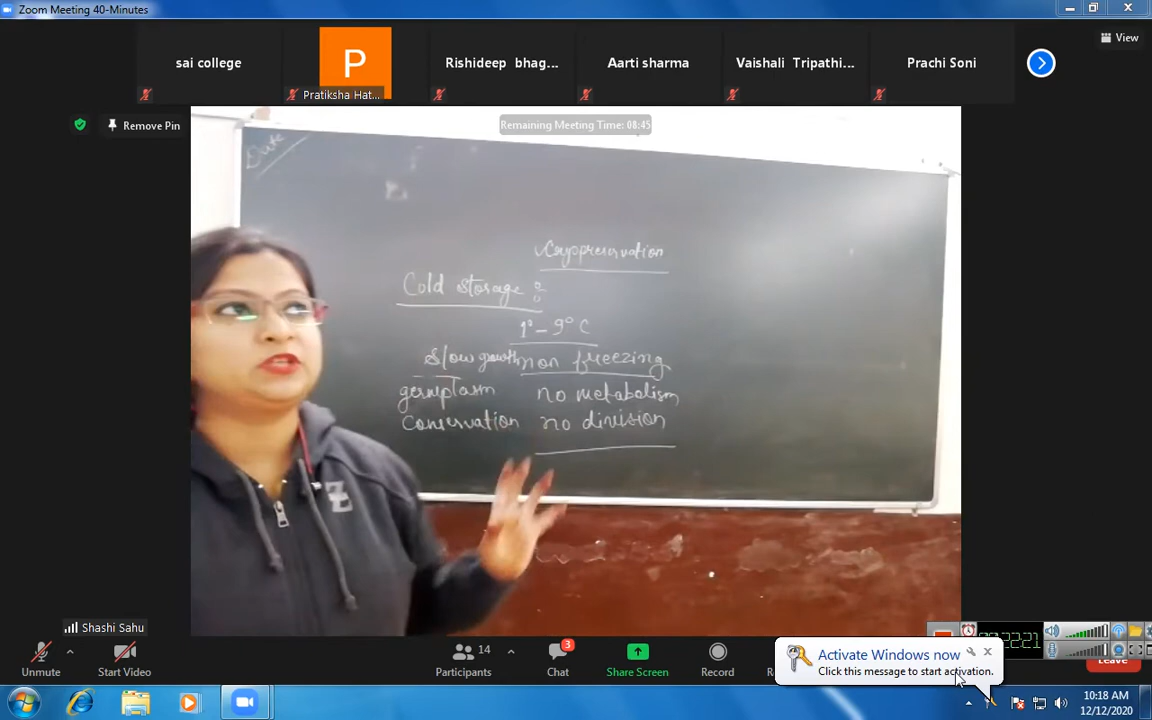 Zoom Meeting 40-Minutes
View
sai college
P
Pratiksha Hat...
Rishideep bhag...
Aarti sharma
Vaishali Tripathi...
Prachi Soni
Remove Pin
Remaining Meeting Time: 08:45
Date
Cryopreservation
Cold storage :
1° - 9° C
Slow growth non freezing
germplasm no metabolism
conservation no division
Shashi Sahu
Unmute
Start Video
14
Participants
3
Chat
Share Screen
Record
Leave
Activate Windows now
Click this message to start activation.
10:18 AM
12/12/2020